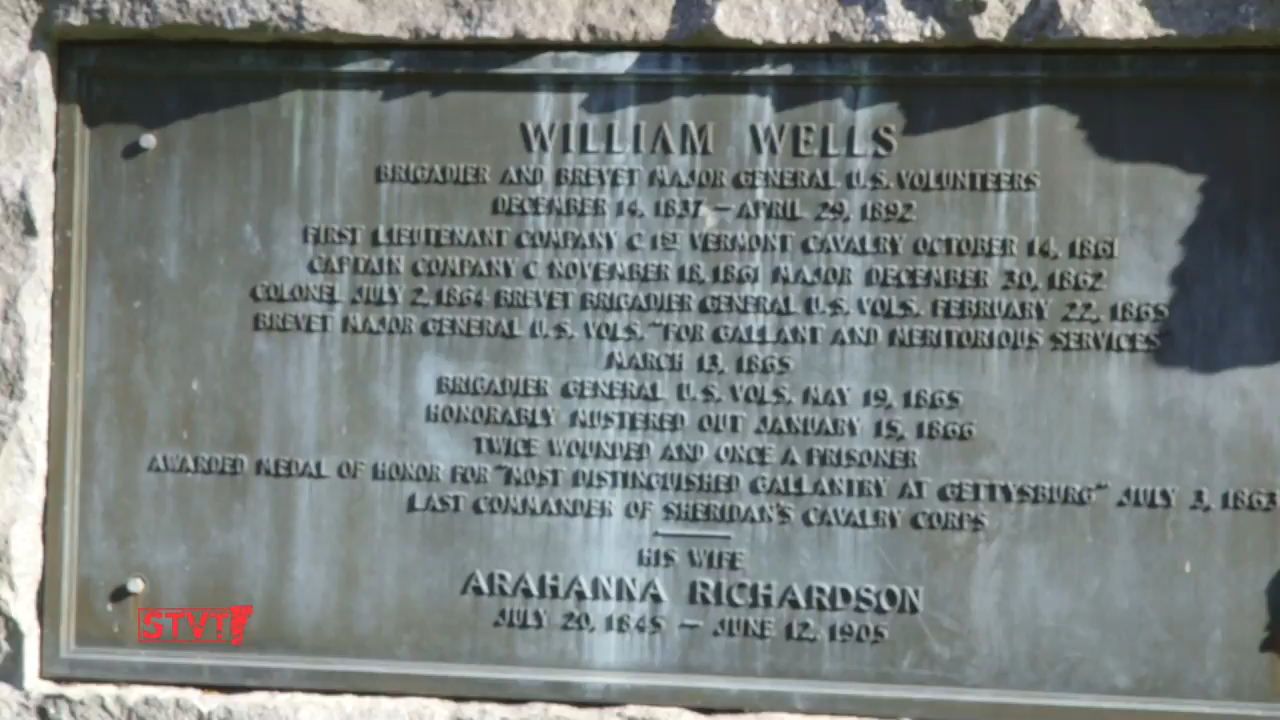 WILLIAM WELLS
BRIGADIER AND BREVET MAJOR GENERAL U.S. VOLUNTEERS
DECEMBER 14, 1837 — APRIL 29, 1892
FIRST LIEUTENANT COMPANY C 1ST VERMONT CAVALRY OCTOBER 14, 1861
CAPTAIN COMPANY C NOVEMBER 18, 1861 MAJOR DECEMBER 30, 1862
COLONEL JULY 2, 1864 BREVET BRIGADIER GENERAL U.S. VOLS. FEBRUARY 22, 1865
BREVET MAJOR GENERAL U.S. VOLS. "FOR GALLANT AND MERITORIOUS SERVICES
MARCH 13, 1865
BRIGADIER GENERAL U.S. VOLS. MAY 19, 1865
HONORABLY MUSTERED OUT JANUARY 15, 1866
TWICE WOUNDED AND ONCE A PRISONER
AWARDED MEDAL OF HONOR FOR "MOST DISTINGUISHED GALLANTRY AT GETTYSBURG" JULY 3, 1863
LAST COMMANDER OF SHERIDAN'S CAVALRY CORPS
HIS WIFE
ARAHANNA RICHARDSON
JULY 20, 1845 — JUNE 12, 1905
STVT